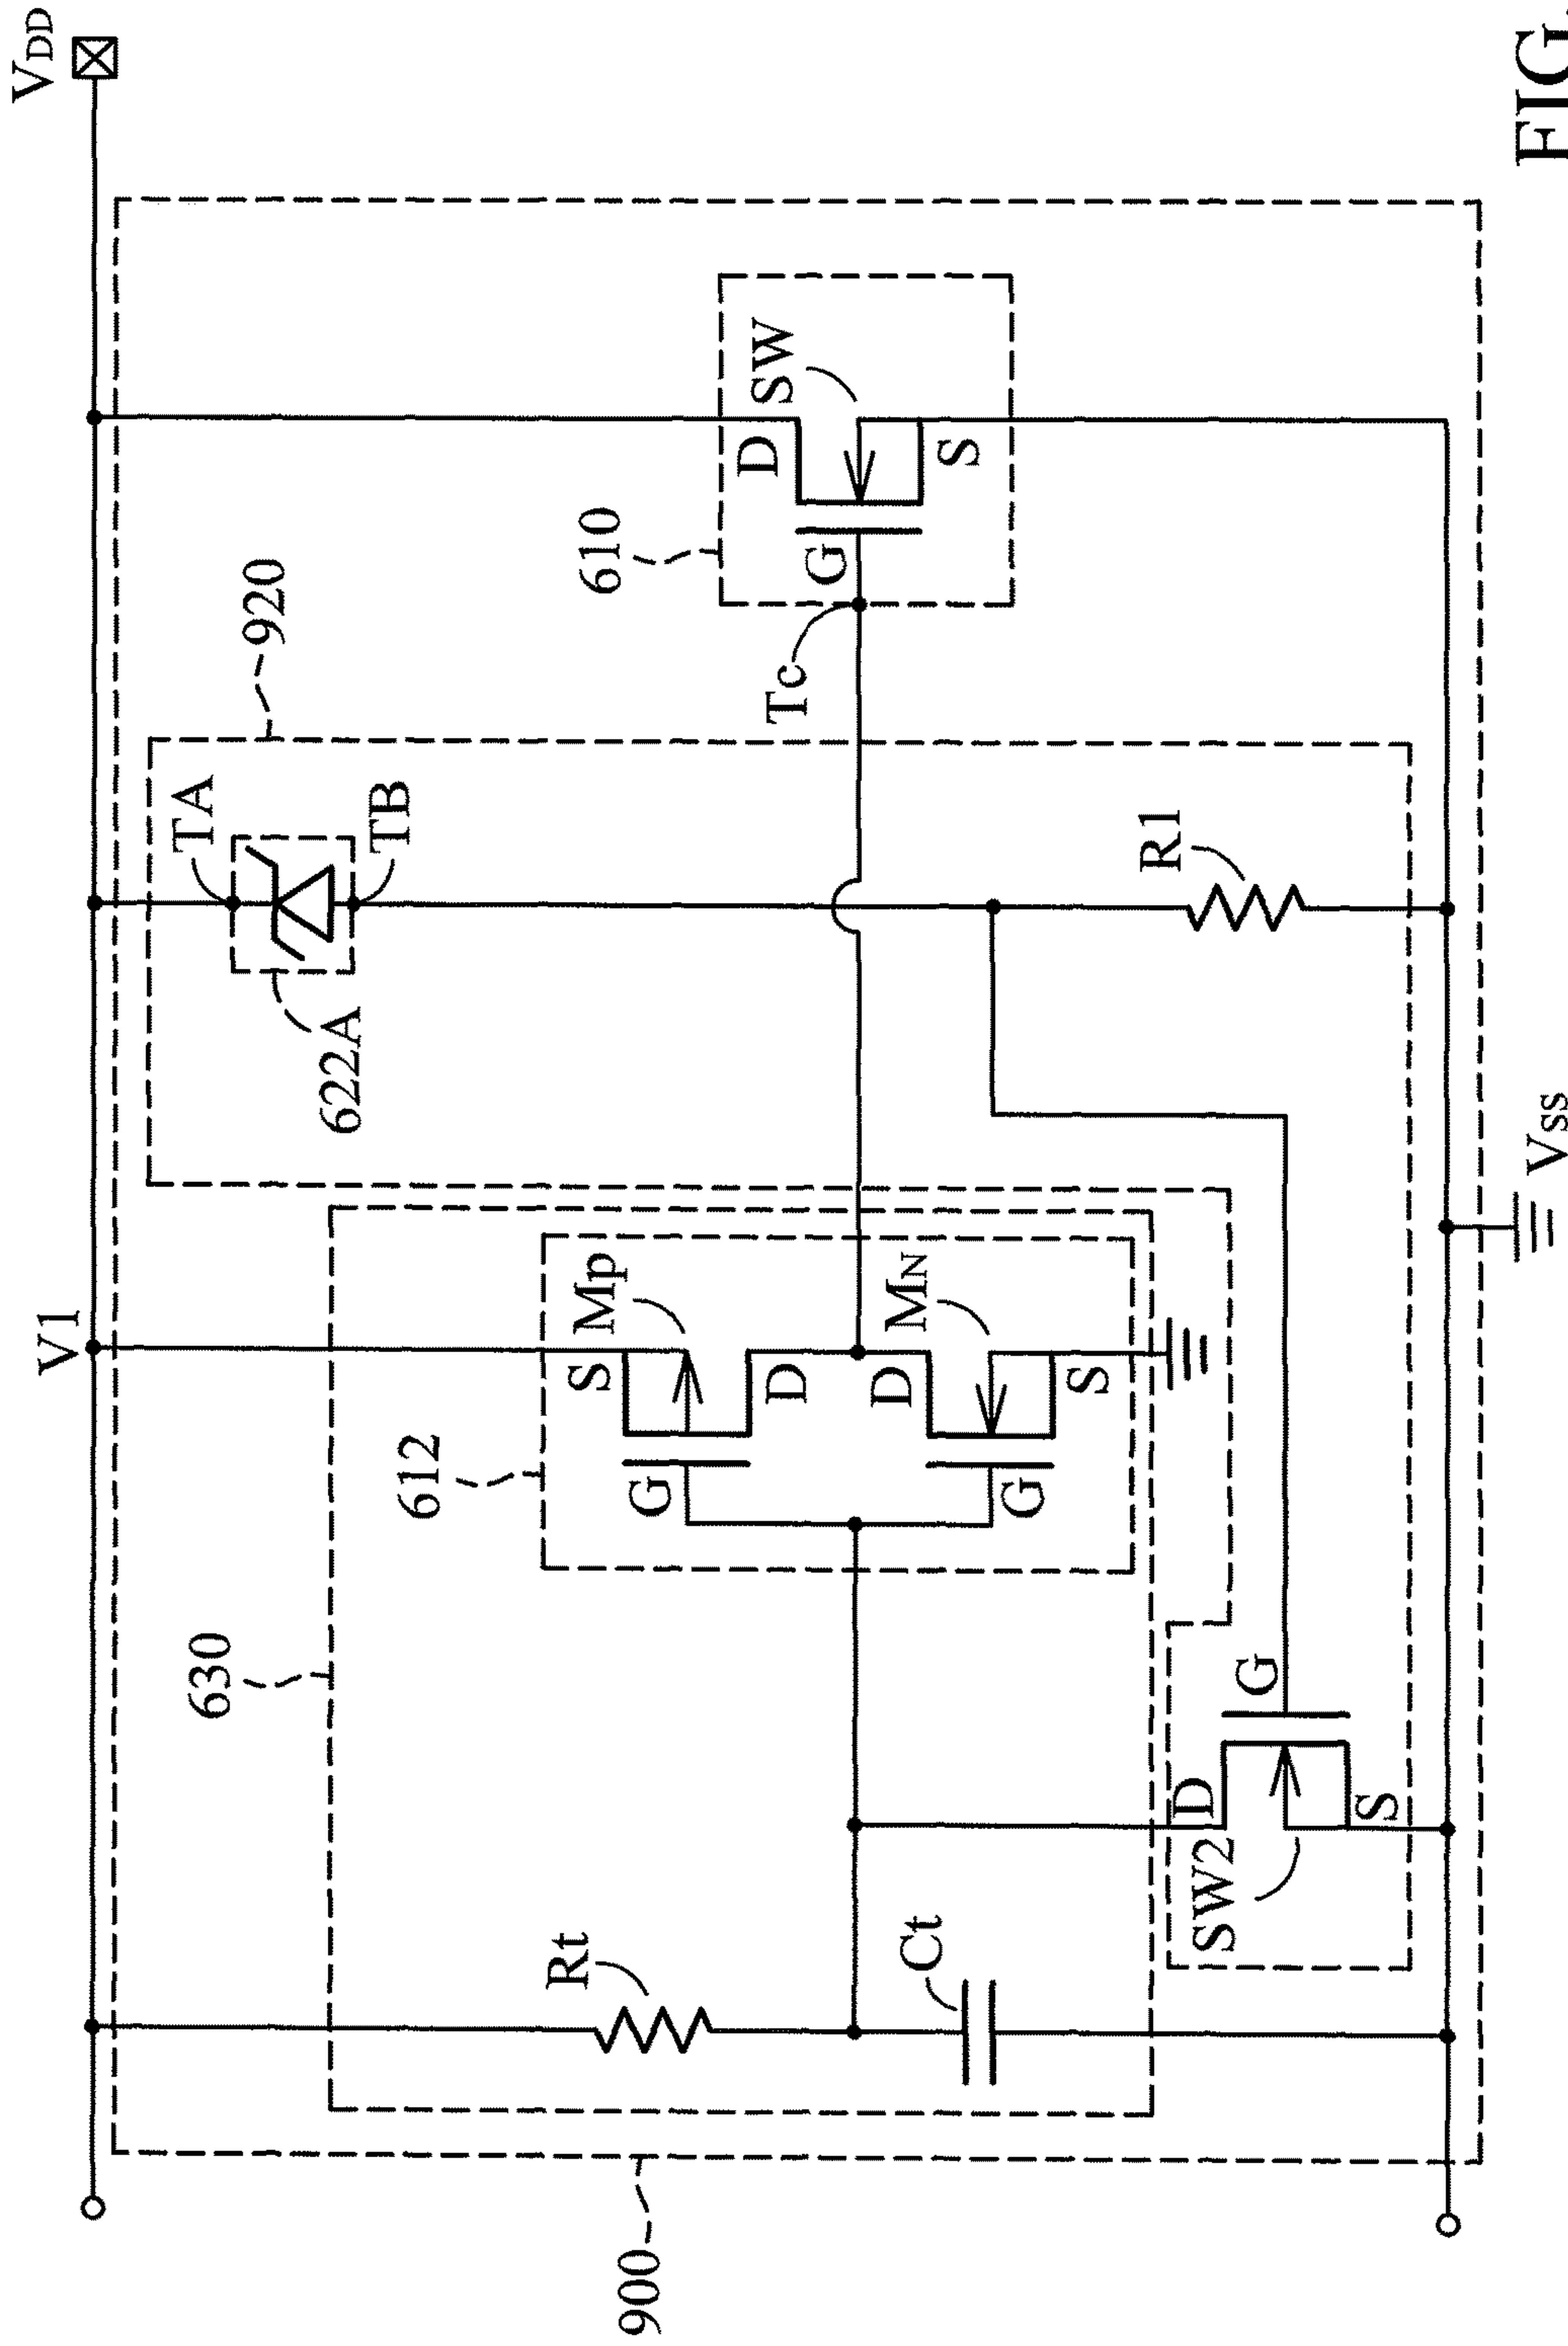 VDD
V1
TA
920
TB
622A
610
D
SW
G
S
Tc
R1
630
612
S
Mp
G
D
D
MN
G
S
Rt
Ct
D
G
SW2
S
900
Vss
FIG.